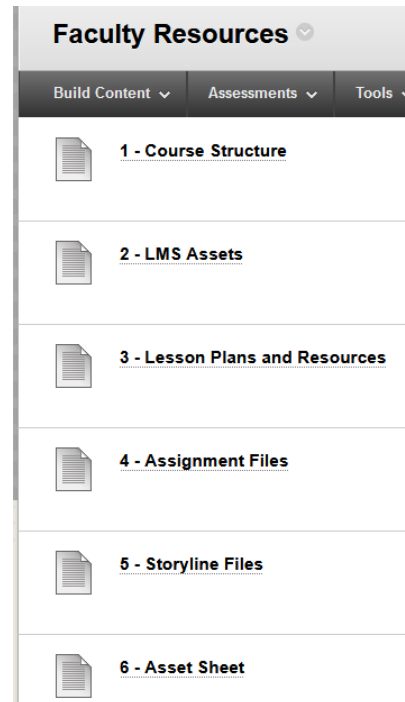 Faculty Resources
Build Content Assessments Tools
1 - Course Structure
2 - LMS Assets
3 - Lesson Plans and Resources
4 - Assignment Files
5 - Storyline Files
6 - Asset Sheet